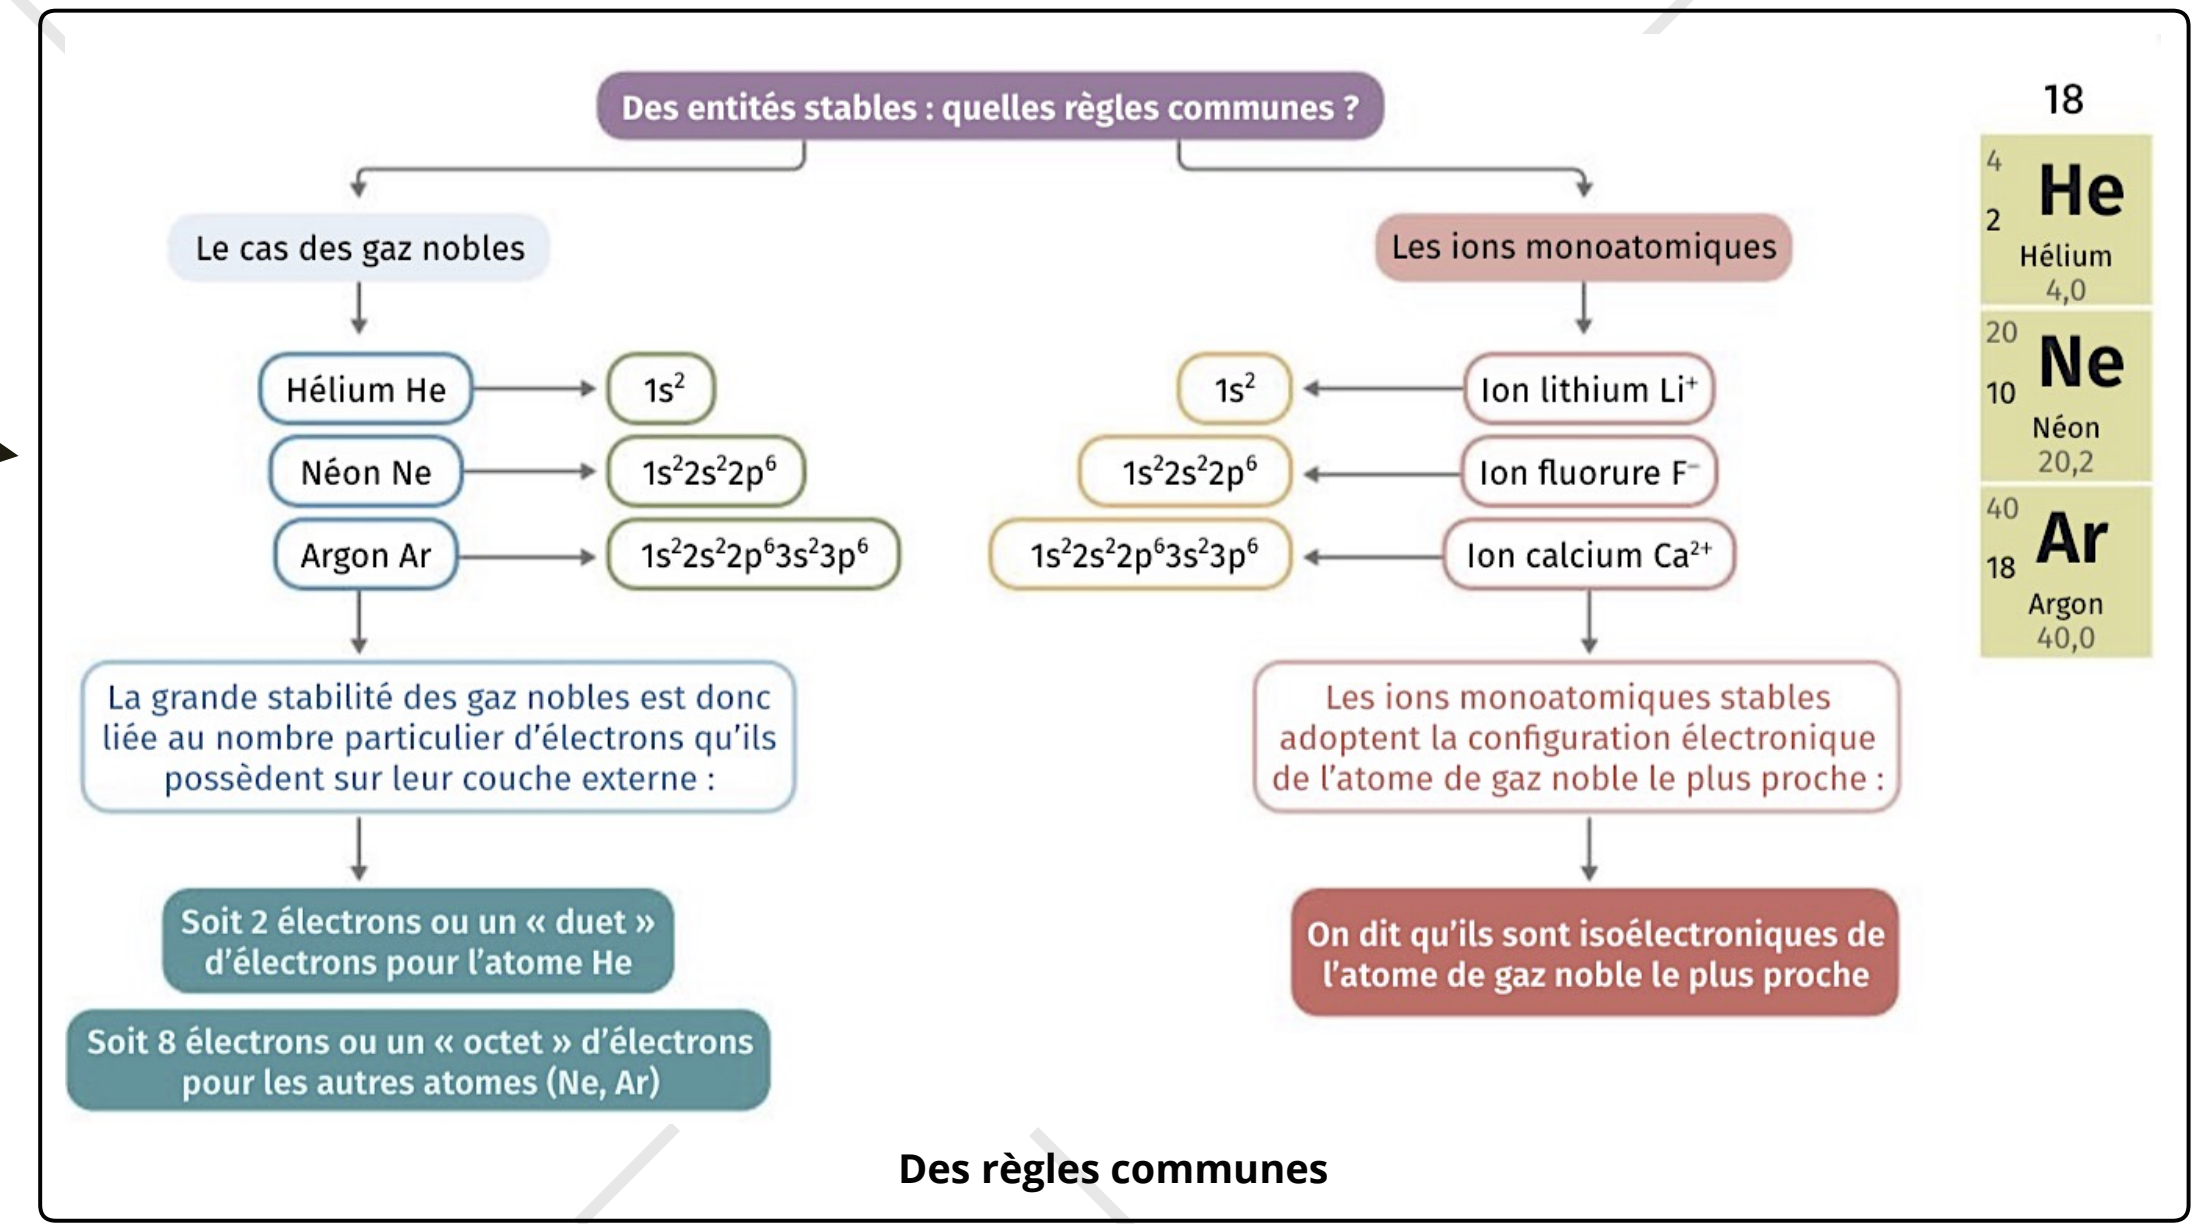 Des entités stables : quelles règles communes ?
Le cas des gaz nobles
Hélium He
1s²
Néon Ne
1s²2s²2p⁶
Argon Ar
1s²2s²2p⁶3s²3p⁶
La grande stabilité des gaz nobles est donc
liée au nombre particulier d’électrons qu’ils
possèdent sur leur couche externe :
Soit 2 électrons ou un « duet »
d’électrons pour l’atome He
Soit 8 électrons ou un « octet » d’électrons
pour les autres atomes (Ne, Ar)
Les ions monoatomiques
1s²
Ion lithium Li⁺
1s²2s²2p⁶
Ion fluorure F⁻
1s²2s²2p⁶3s²3p⁶
Ion calcium Ca²⁺
Les ions monoatomiques stables
adoptent la configuration électronique
de l’atome de gaz noble le plus proche :
On dit qu’ils sont isoélectroniques de
l’atome de gaz noble le plus proche
18
4
He
2
Hélium
4,0
20
Ne
10
Néon
20,2
40
Ar
18
Argon
40,0
Des règles communes